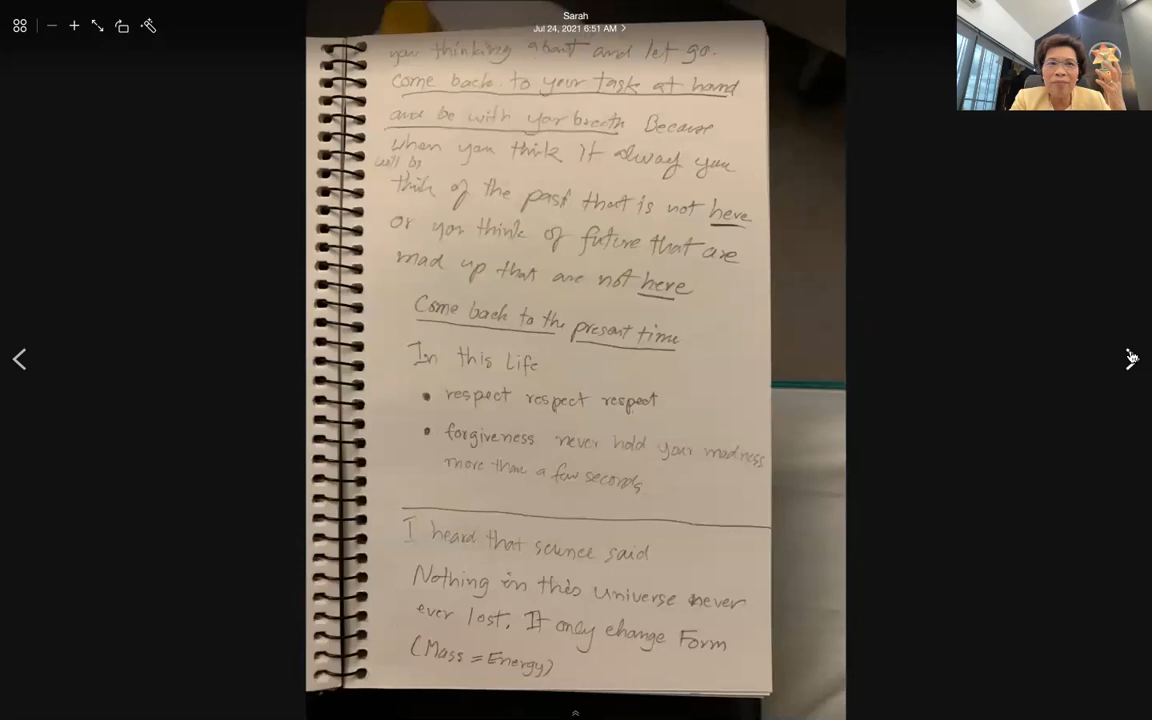 Sarah
Jul 24, 2021 6:51 AM
you thinking about and let go.
Come back to your task at hand
and be with your breath Because
when you think It alway you
will be
think of the past that is not here
or you think of future that are
mad up that are not here
Come back to the present time
In this Life
• respect respect respect
• forgiveness never hold your madness
more than a few seconds
I heard that science said
Nothing in this Universe never
ever lost. It only change Form
(Mass = Energy)